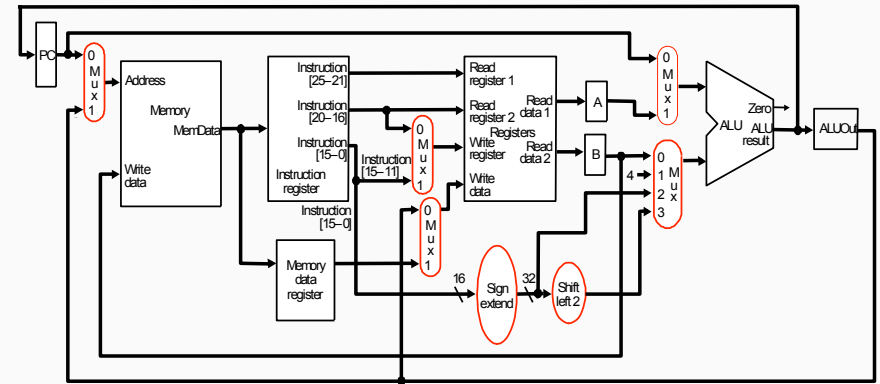 PC
0
M
u
x
1
Address
Memory
MemData
Write
data
Instruction
[25–21]
Instruction
[20–16]
Instruction
[15–0]
Instruction
register
Instruction
[15–11]
Instruction
[15–0]
Memory
data
register
0
M
u
x
1
0
M
u
x
1
Read
register 1
Read
register 2
Registers
Write
register
Write
data
Read
data 1
Read
data 2
16
Sign
extend
32
Shift
left 2
A
B
4
0
M
u
x
1
0
1
2
3
M
u
x
Zero
ALU
ALU
result
ALUOut